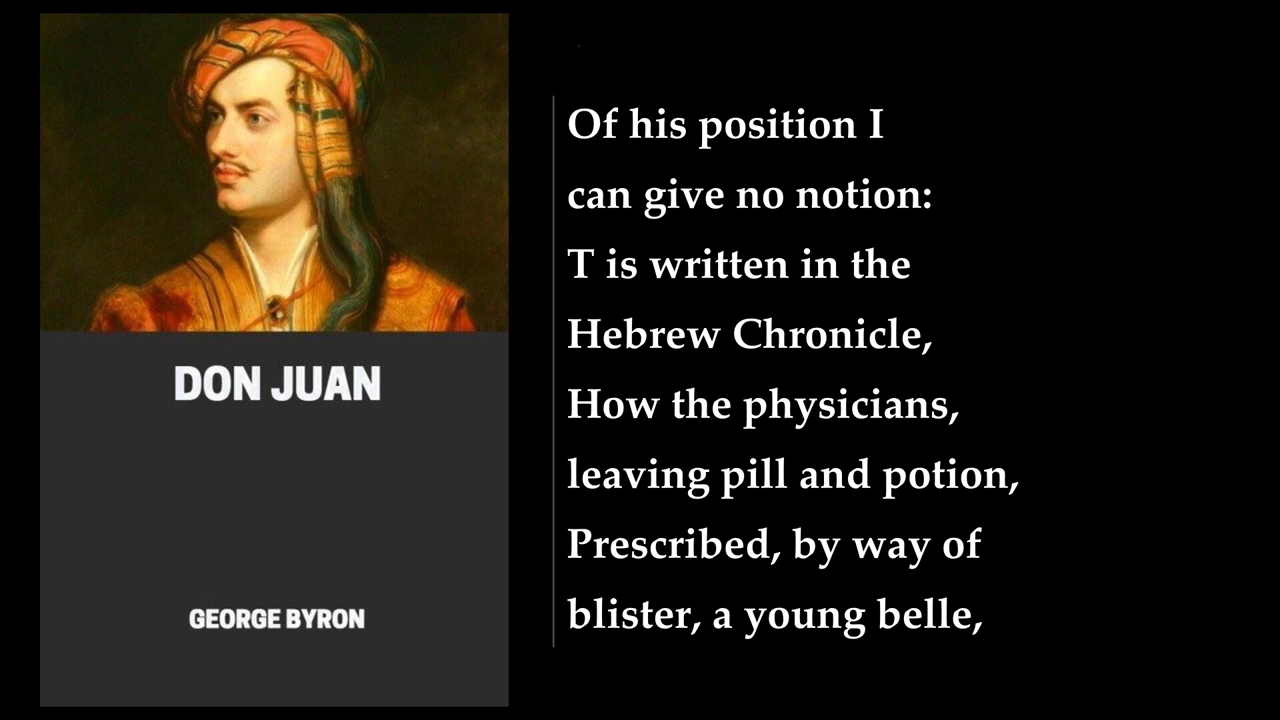 DON JUAN
GEORGE BYRON
Of his position I
can give no notion:
T is written in the
Hebrew Chronicle,
How the physicians,
leaving pill and potion,
Prescribed, by way of
blister, a young belle,